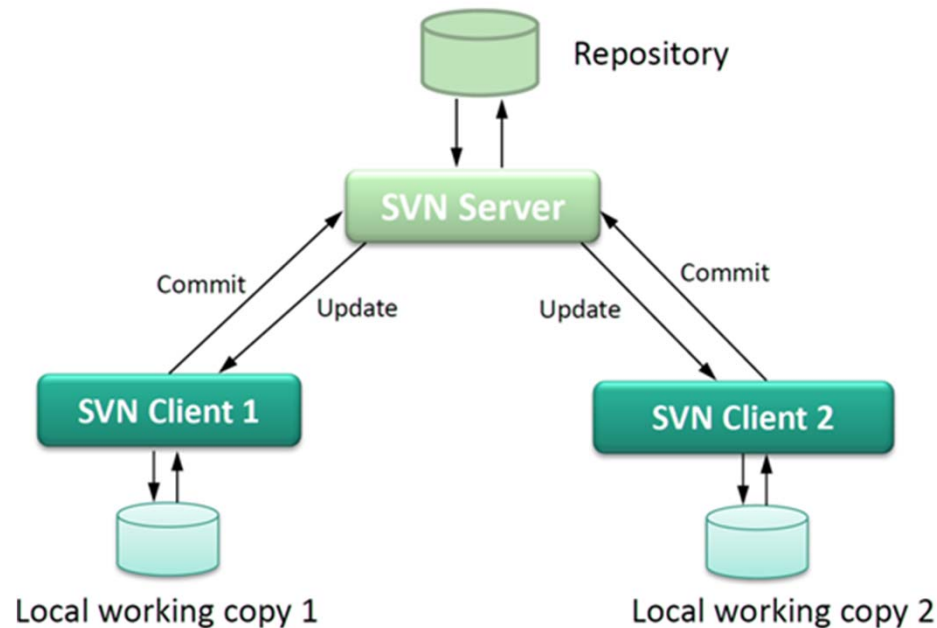 Repository
SVN Server
Commit
Update
Update
Commit
SVN Client 1
SVN Client 2
Local working copy 1
Local working copy 2